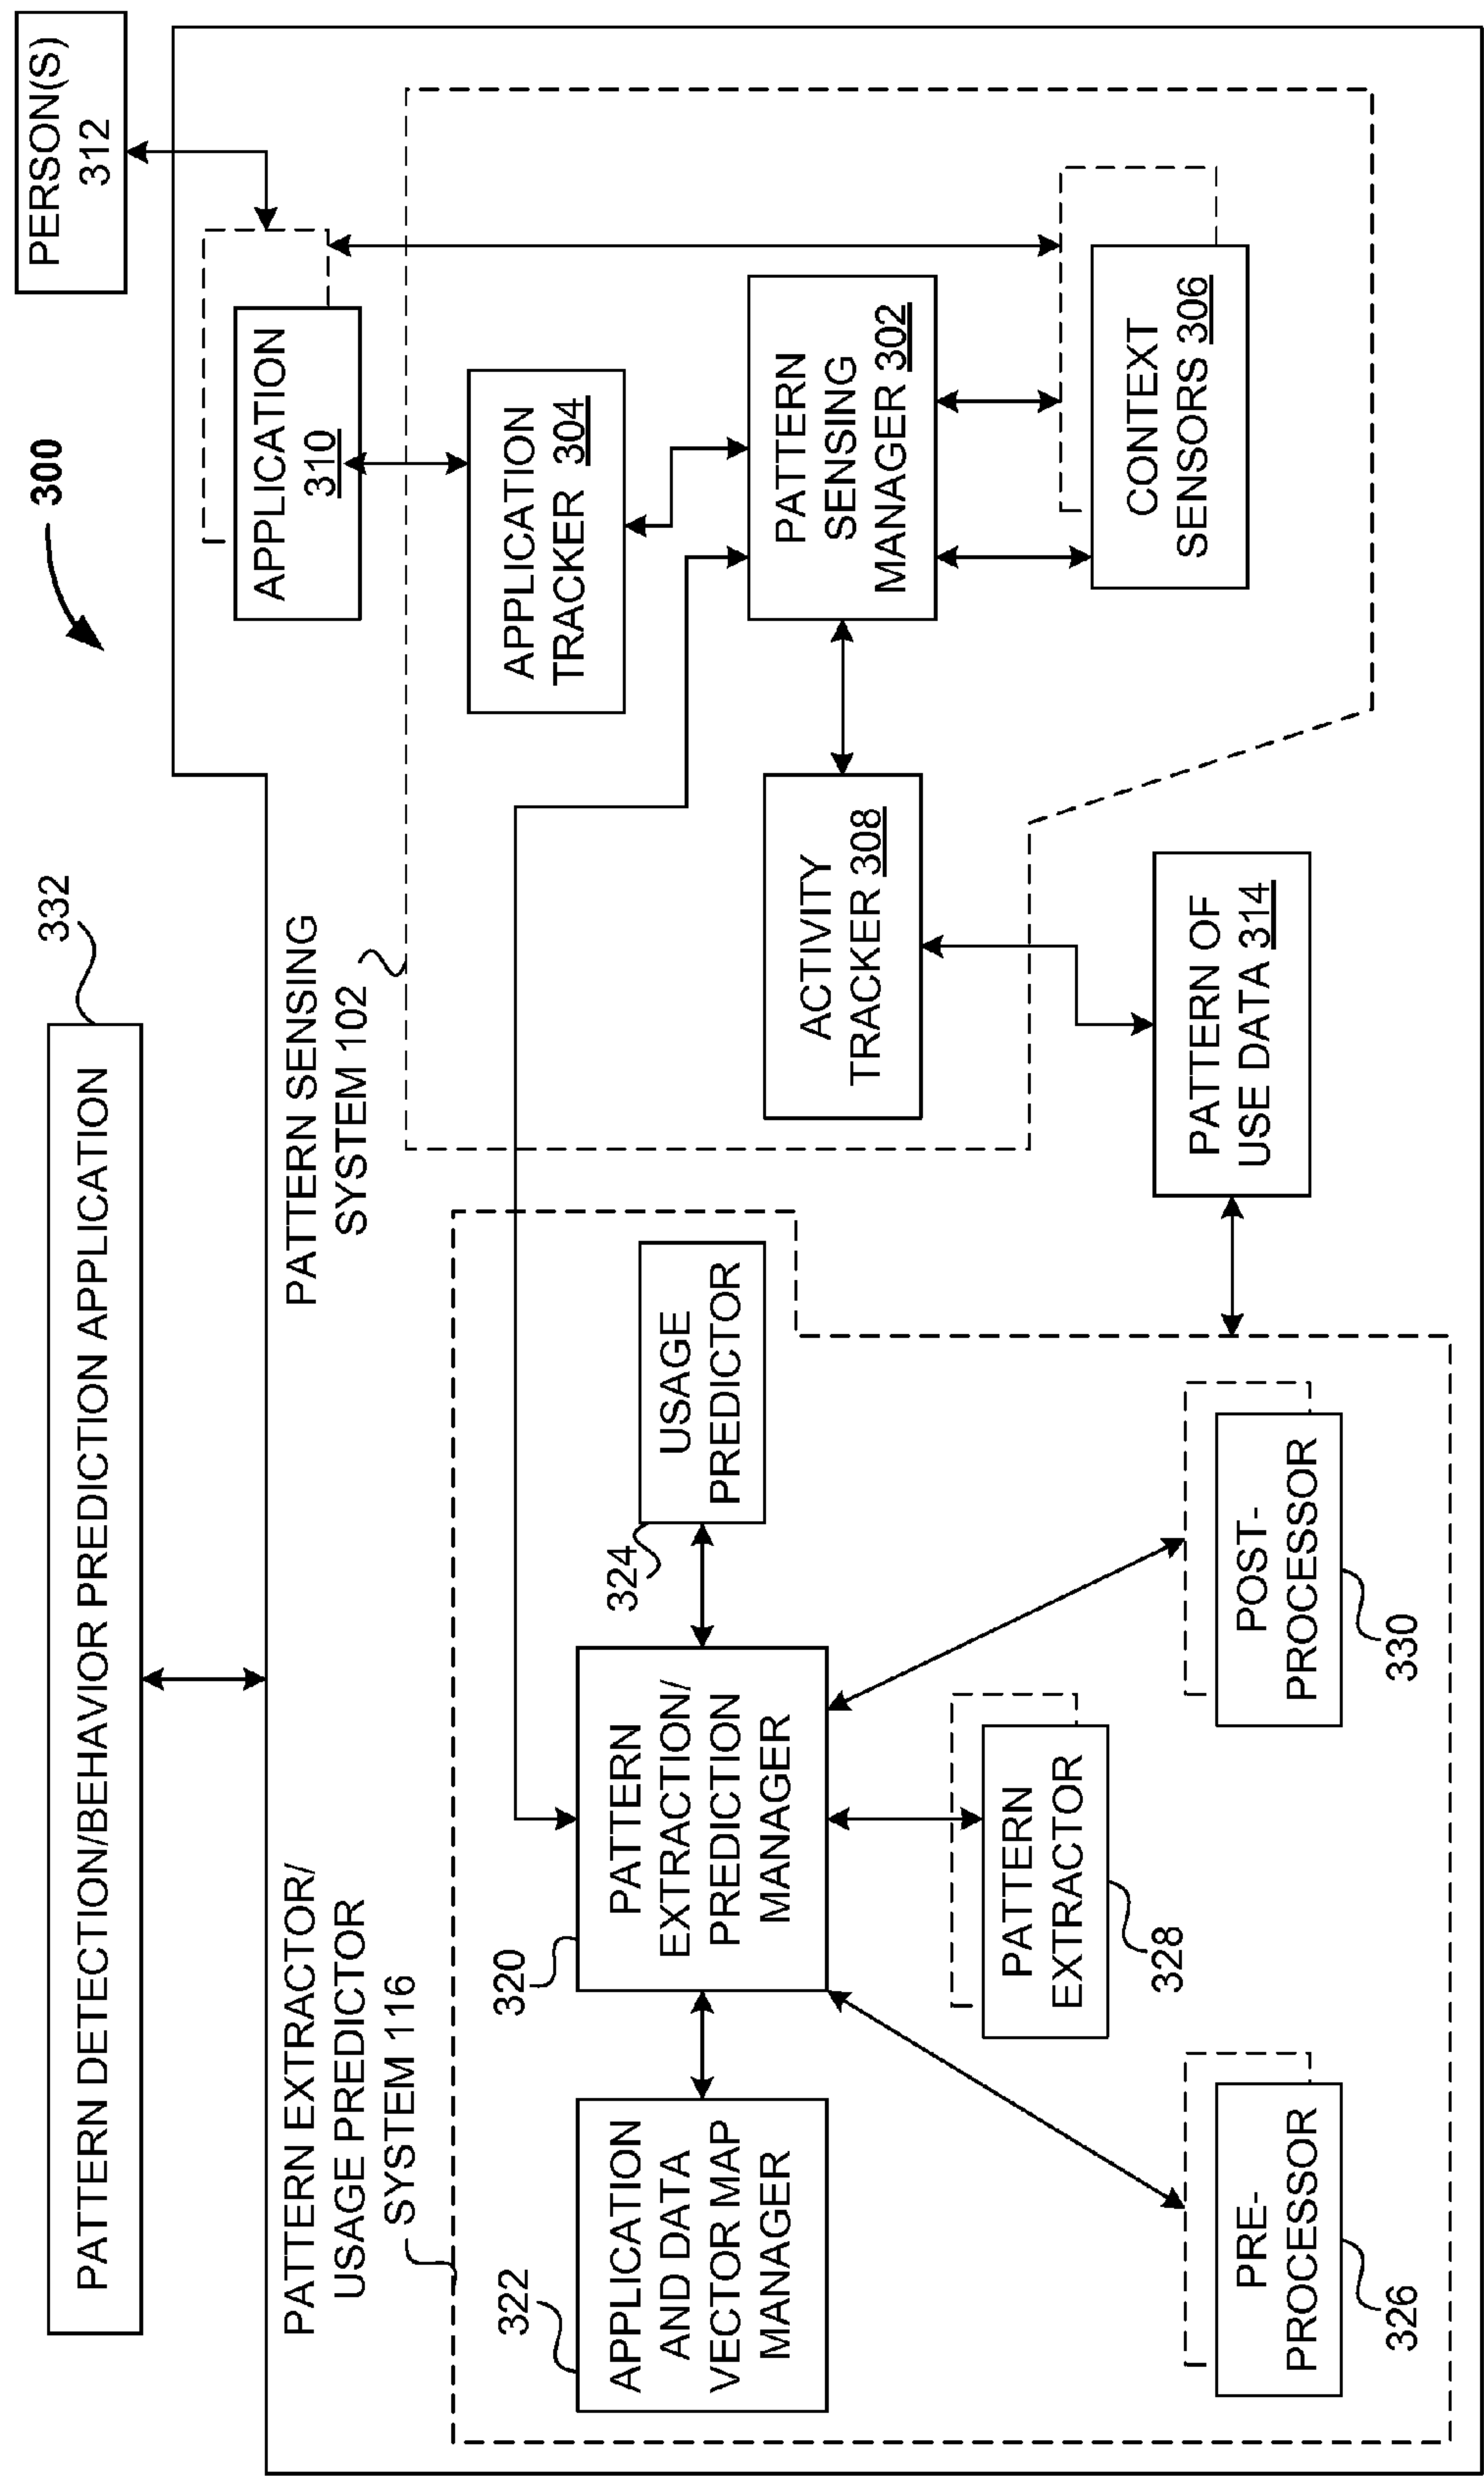 300
PATTERN DETECTION/BEHAVIOR PREDICTION APPLICATION
332
PERSON(S)
312
PATTERN EXTRACTOR/
USAGE PREDICTOR
SYSTEM 116
PATTERN SENSING
SYSTEM 102
APPLICATION
310
APPLICATION
TRACKER 304
PATTERN
SENSING
MANAGER 302
CONTEXT
SENSORS 306
ACTIVITY
TRACKER 308
PATTERN OF
USE DATA 314
322
APPLICATION
AND DATA
VECTOR MAP
MANAGER
320
PATTERN
EXTRACTION/
PREDICTION
MANAGER
324
USAGE
PREDICTOR
PRE-
PROCESSOR
326
PATTERN
EXTRACTOR
328
POST-
PROCESSOR
330